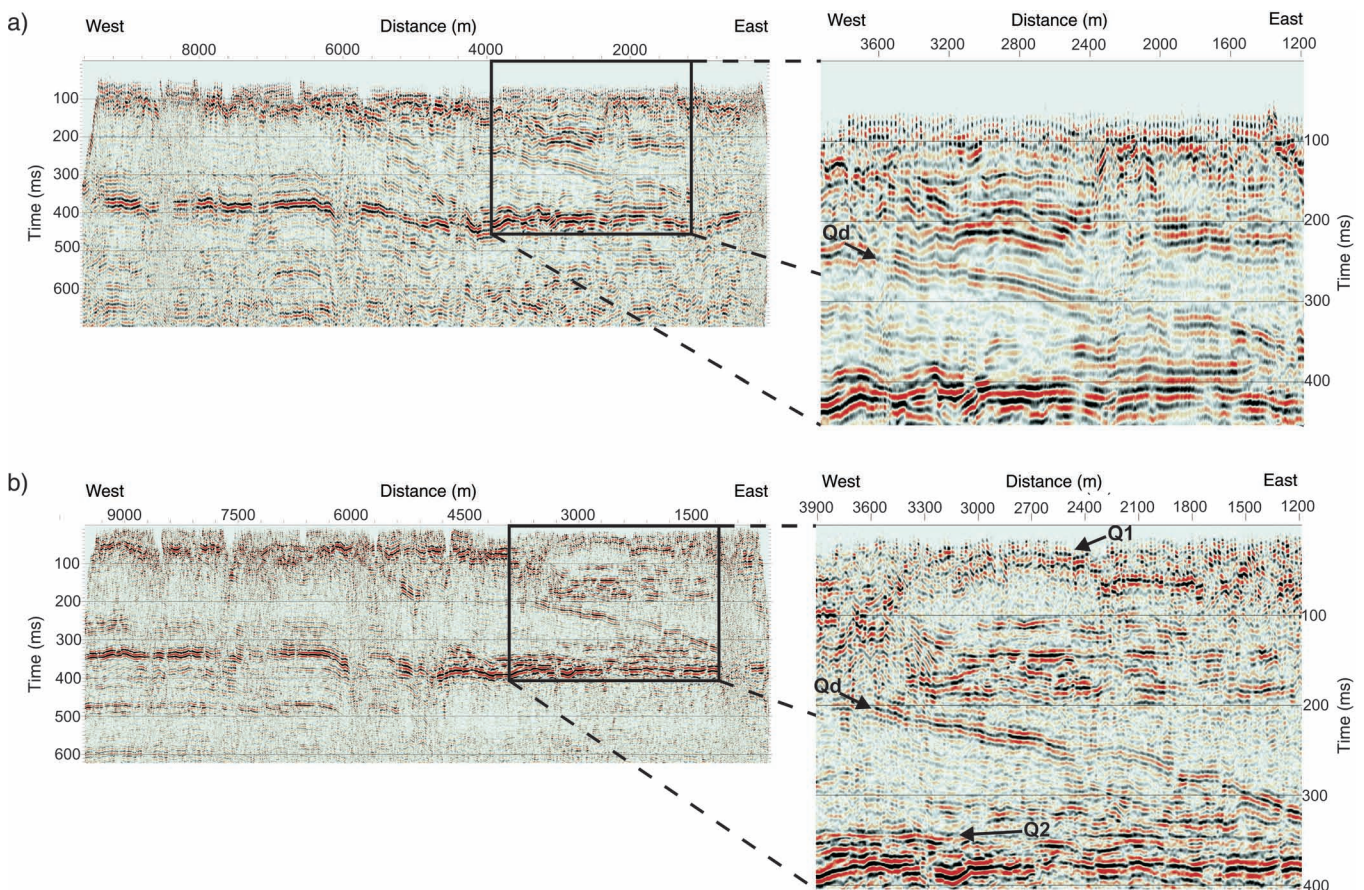 a)
West Distance (m) East
8000 6000 4000 2000
Time (ms)
100
200
300
400
500
600
West Distance (m) East
3600 3200 2800 2400 2000 1600 1200
100
200
Qd
300
400
Time (ms)
b)
West Distance (m) East
9000 7500 6000 4500 3000 1500
Time (ms)
100
200
300
400
500
600
West Distance (m) East
3900 3600 3300 3000 2700 2400 2100 1800 1500 1200
Q1
100
Qd
200
300
Q2
400
Time (ms)